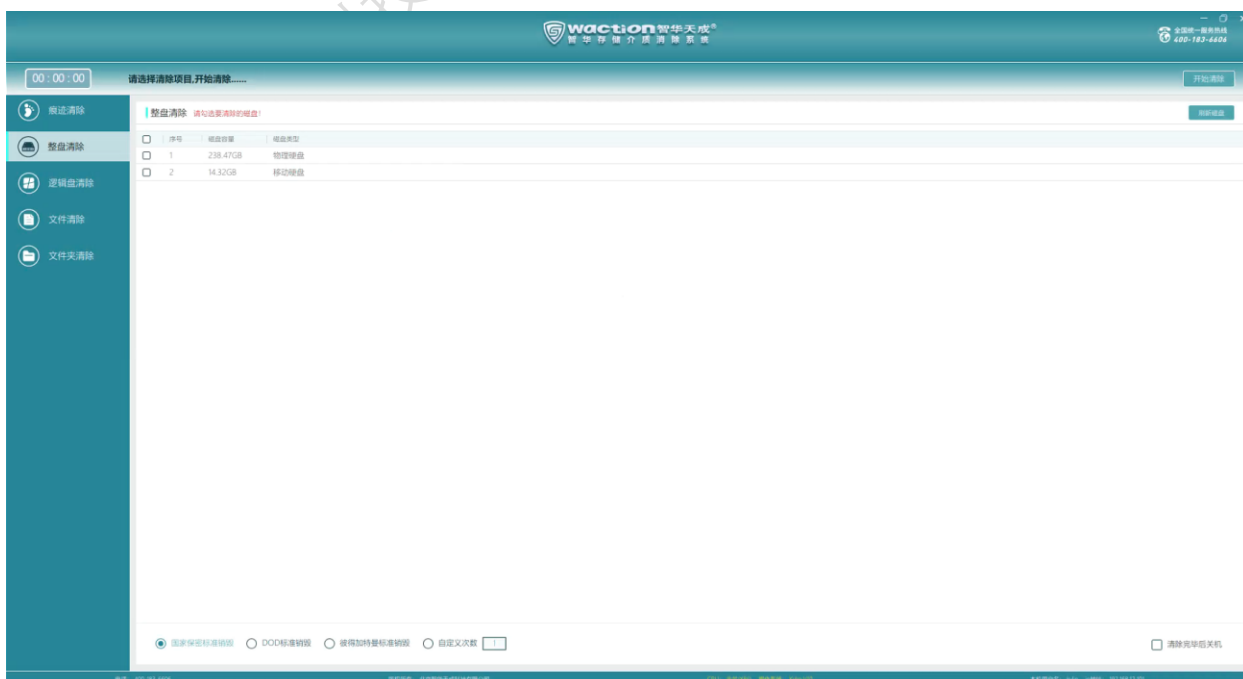 waction智华天成®
智华存储介质消除系统
全国统一服务热线
400-183-6606
00:00:00
请选择清除项目,开始清除......
开始清除
痕迹清除
整盘清除
逻辑盘清除
文件清除
文件夹清除
整盘清除 请勾选要清除的磁盘!
刷新磁盘
序号 磁盘容量 磁盘类型
1 238.47GB 物理硬盘
2 14.32GB 移动硬盘
国家保密标准销毁 DOD标准销毁 彼得加特曼标准销毁 自定义次数 1
清除完毕后关机